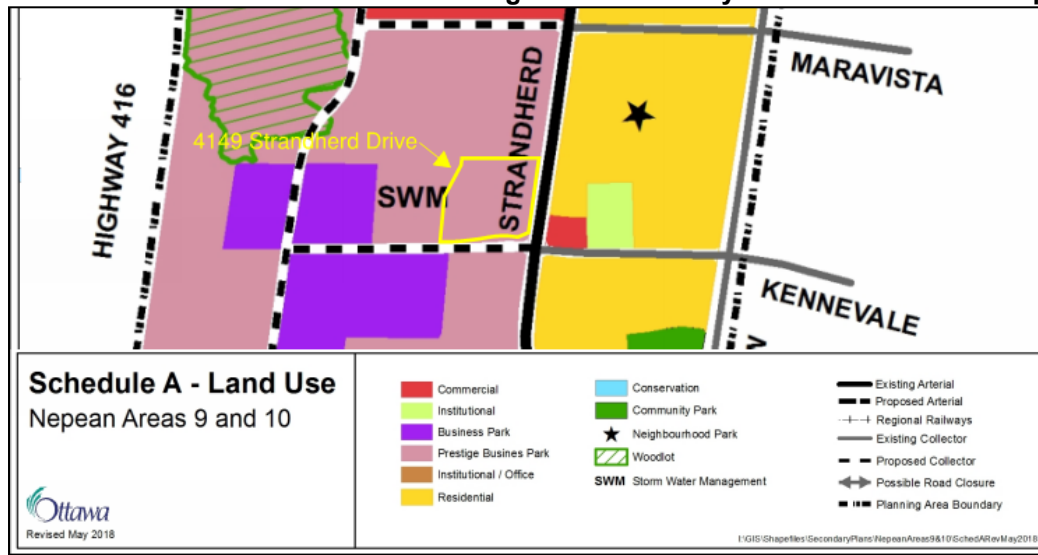 MARAVISTA
4149 Strandherd Drive
STRANDHERD
HIGHWAY 416
SWM
KENNEVALE
Schedule A - Land Use
Nepean Areas 9 and 10
Ottawa
Revised May 2018
Commercial
Institutional
Business Park
Prestige Busines Park
Institutional / Office
Residential
Conservation
Community Park
Neighbourhood Park
Woodlot
SWM Storm Water Management
Existing Arterial
Proposed Arterial
Regional Railways
Existing Collector
Proposed Collector
Possible Road Closure
Planning Area Boundary
I:\GIS\Shapefiles\SecondaryPlans\NepeanAreas9&10\SchedARevMay2018